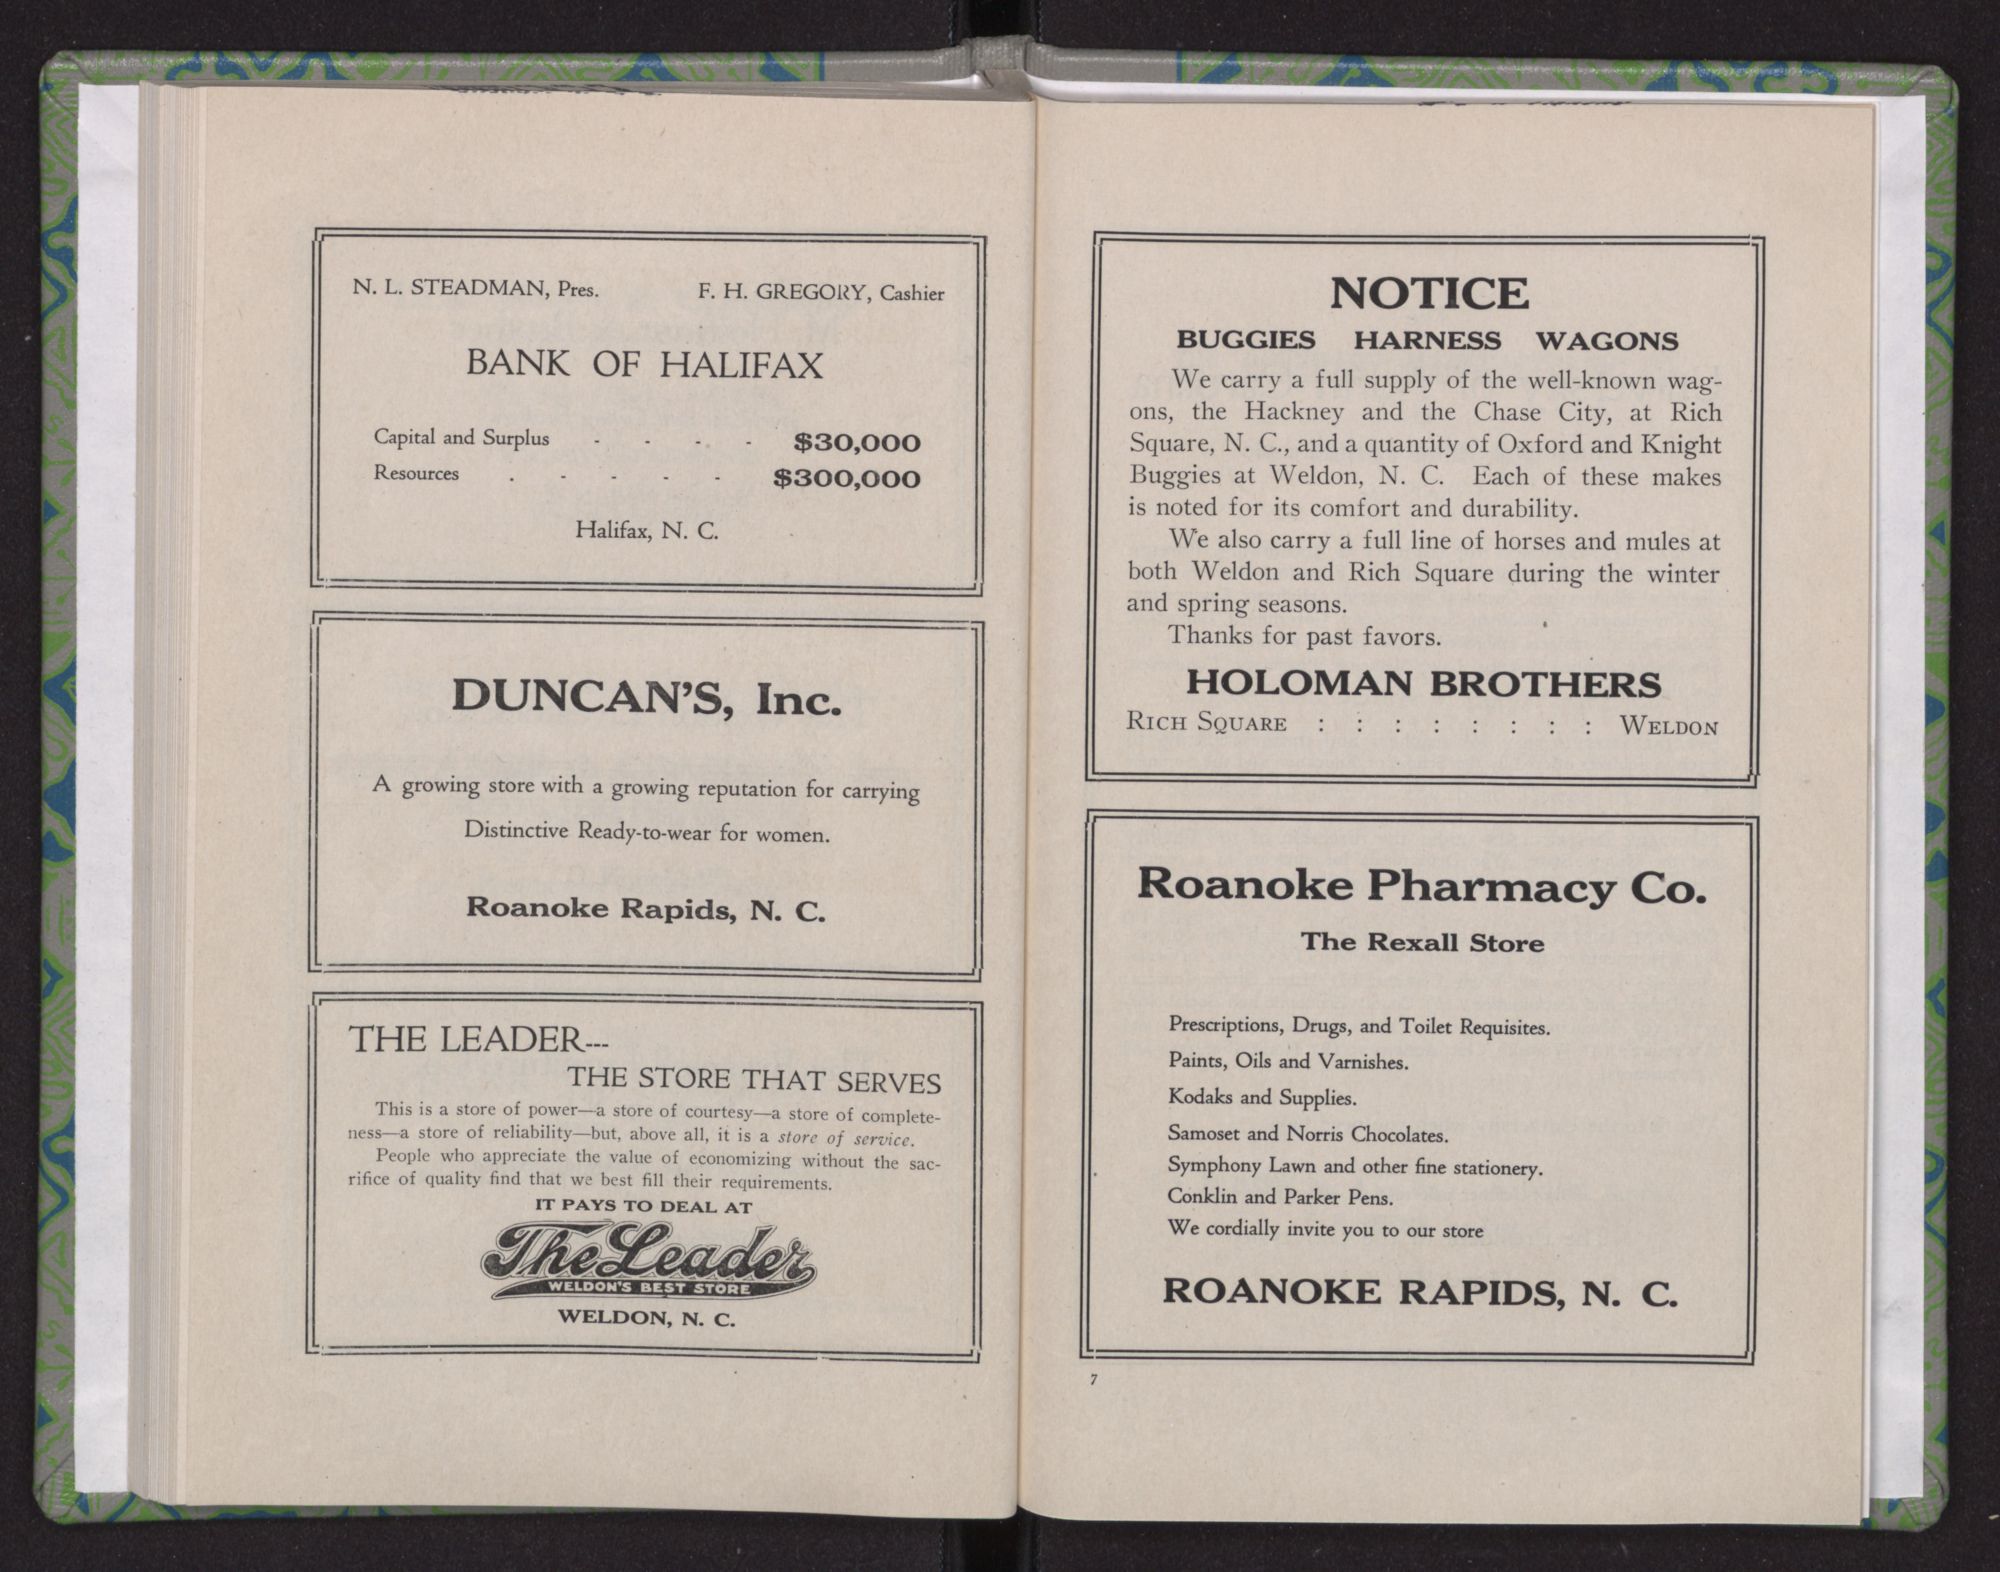 N. L. STEADMAN, Pres. F. H. GREGORY, Cashier
BANK OF HALIFAX
Capital and Surplus - - - - $30,000
Resources . - - - - $300,000
Halifax, N. C.
DUNCAN'S, Inc.
A growing store with a growing reputation for carrying
Distinctive Ready-to-wear for women.
Roanoke Rapids, N. C.
THE LEADER---
THE STORE THAT SERVES
This is a store of power—a store of courtesy—a store of complete-
ness—a store of reliability—but, above all, it is a store of service.
People who appreciate the value of economizing without the sac-
rifice of quality find that we best fill their requirements.
IT PAYS TO DEAL AT
The Leader
WELDON'S BEST STORE
WELDON, N. C.
NOTICE
BUGGIES HARNESS WAGONS
We carry a full supply of the well-known wag-
ons, the Hackney and the Chase City, at Rich
Square, N. C., and a quantity of Oxford and Knight
Buggies at Weldon, N. C. Each of these makes
is noted for its comfort and durability.
We also carry a full line of horses and mules at
both Weldon and Rich Square during the winter
and spring seasons.
Thanks for past favors.
HOLOMAN BROTHERS
RICH SQUARE : : : : : : : : WELDON
Roanoke Pharmacy Co.
The Rexall Store
Prescriptions, Drugs, and Toilet Requisites.
Paints, Oils and Varnishes.
Kodaks and Supplies.
Samoset and Norris Chocolates.
Symphony Lawn and other fine stationery.
Conklin and Parker Pens.
We cordially invite you to our store
ROANOKE RAPIDS, N. C.
7